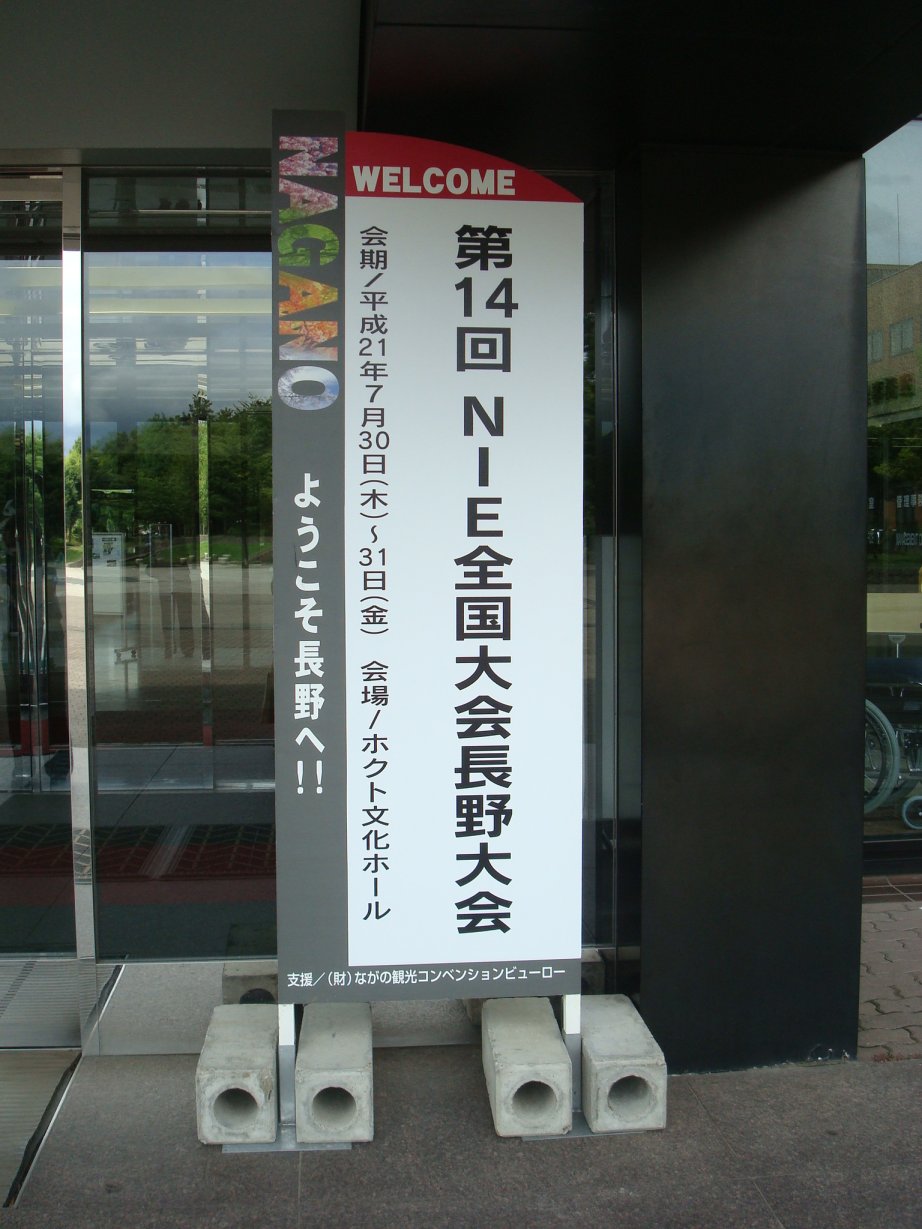 WELCOME
第14回 NIE全国大会長野大会
会期/平成21年7月30日(木)~31日(金) 会場/ホクト文化ホール
NAGANO ようこそ長野へ!!
支援/(財)ながの観光コンベンションビューロー